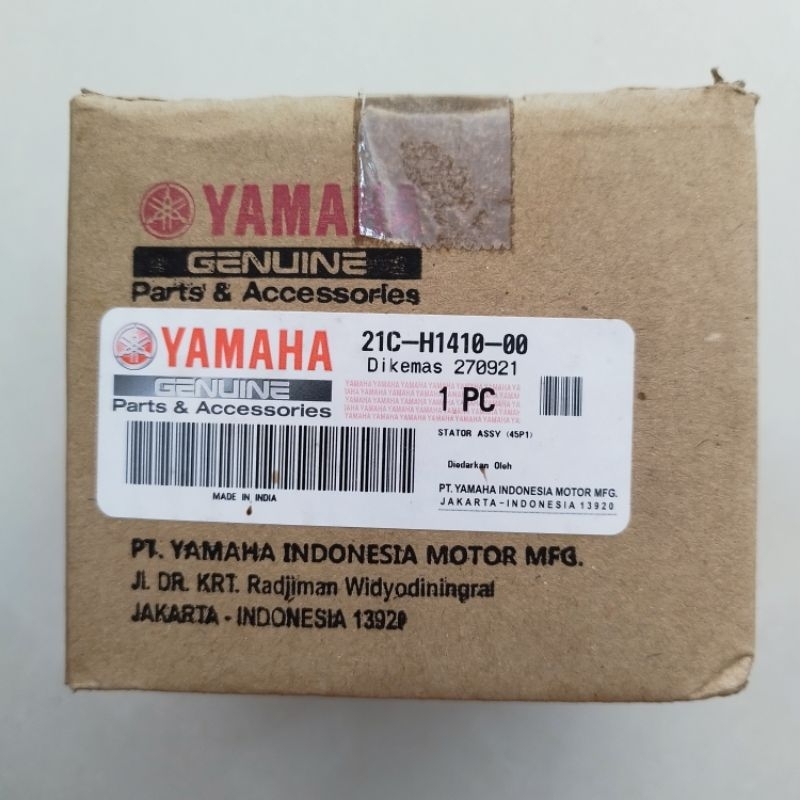 YAMAHA
GENUINE
Parts & Accessories
YAMAHA
GENUINE
Parts & Accessories
21C-H1410-00
Dikemas 270921
1 PC
STATOR ASSY (45P1)
Diedarkan Oleh
PT. YAMAHA INDONESIA MOTOR MFG.
JAKARTA-INDONESIA 13920
MADE IN INDIA
PT. YAMAHA INDONESIA MOTOR MFG.
Jl. DR. KRT. Radjiman Widyodiningrat
JAKARTA - INDONESIA 13920